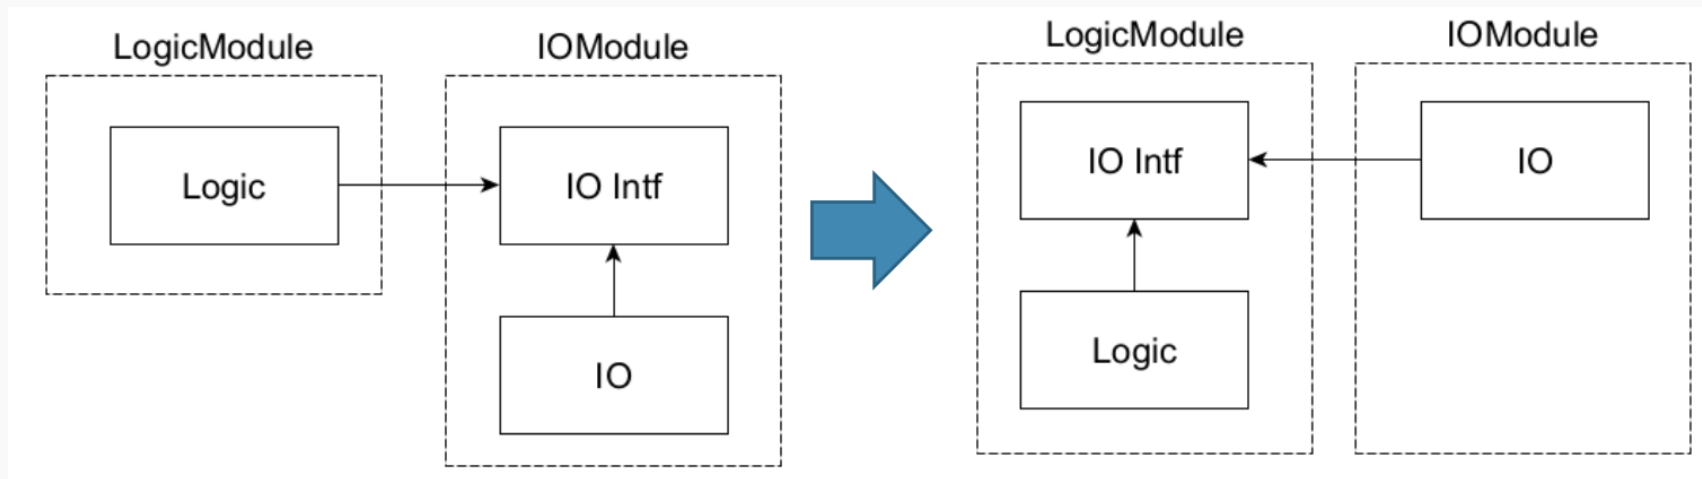 LogicModule
IOModule
Logic
IO Intf
IO
LogicModule
IOModule
IO Intf
IO
Logic